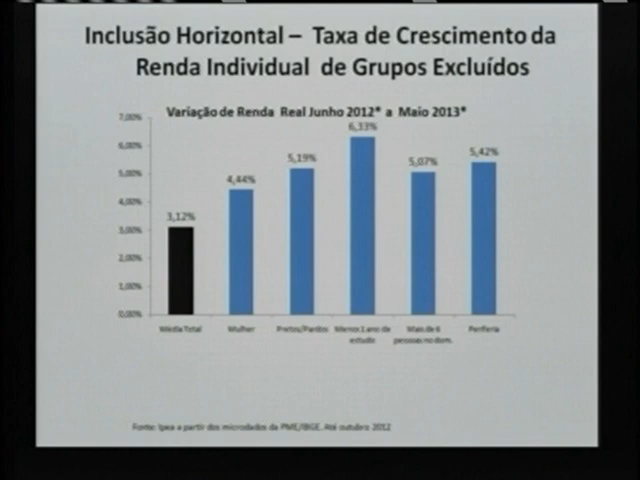 Inclusão Horizontal – Taxa de Crescimento da
Renda Individual de Grupos Excluídos
Variação de Renda Real Junho 2012* a Maio 2013*
7,00%
6,00%
5,00%
4,00%
3,00%
2,00%
1,00%
0,00%
3,12%
4,44%
5,19%
6,33%
5,07%
5,42%
Média Total
Mulher
Pretos/Pardos
Menos 1 ano de
estudo
Mais de 6
pessoas no dom.
Periferia
Fonte: Ipea a partir dos microdados da PME/IBGE. Até outubro 2012